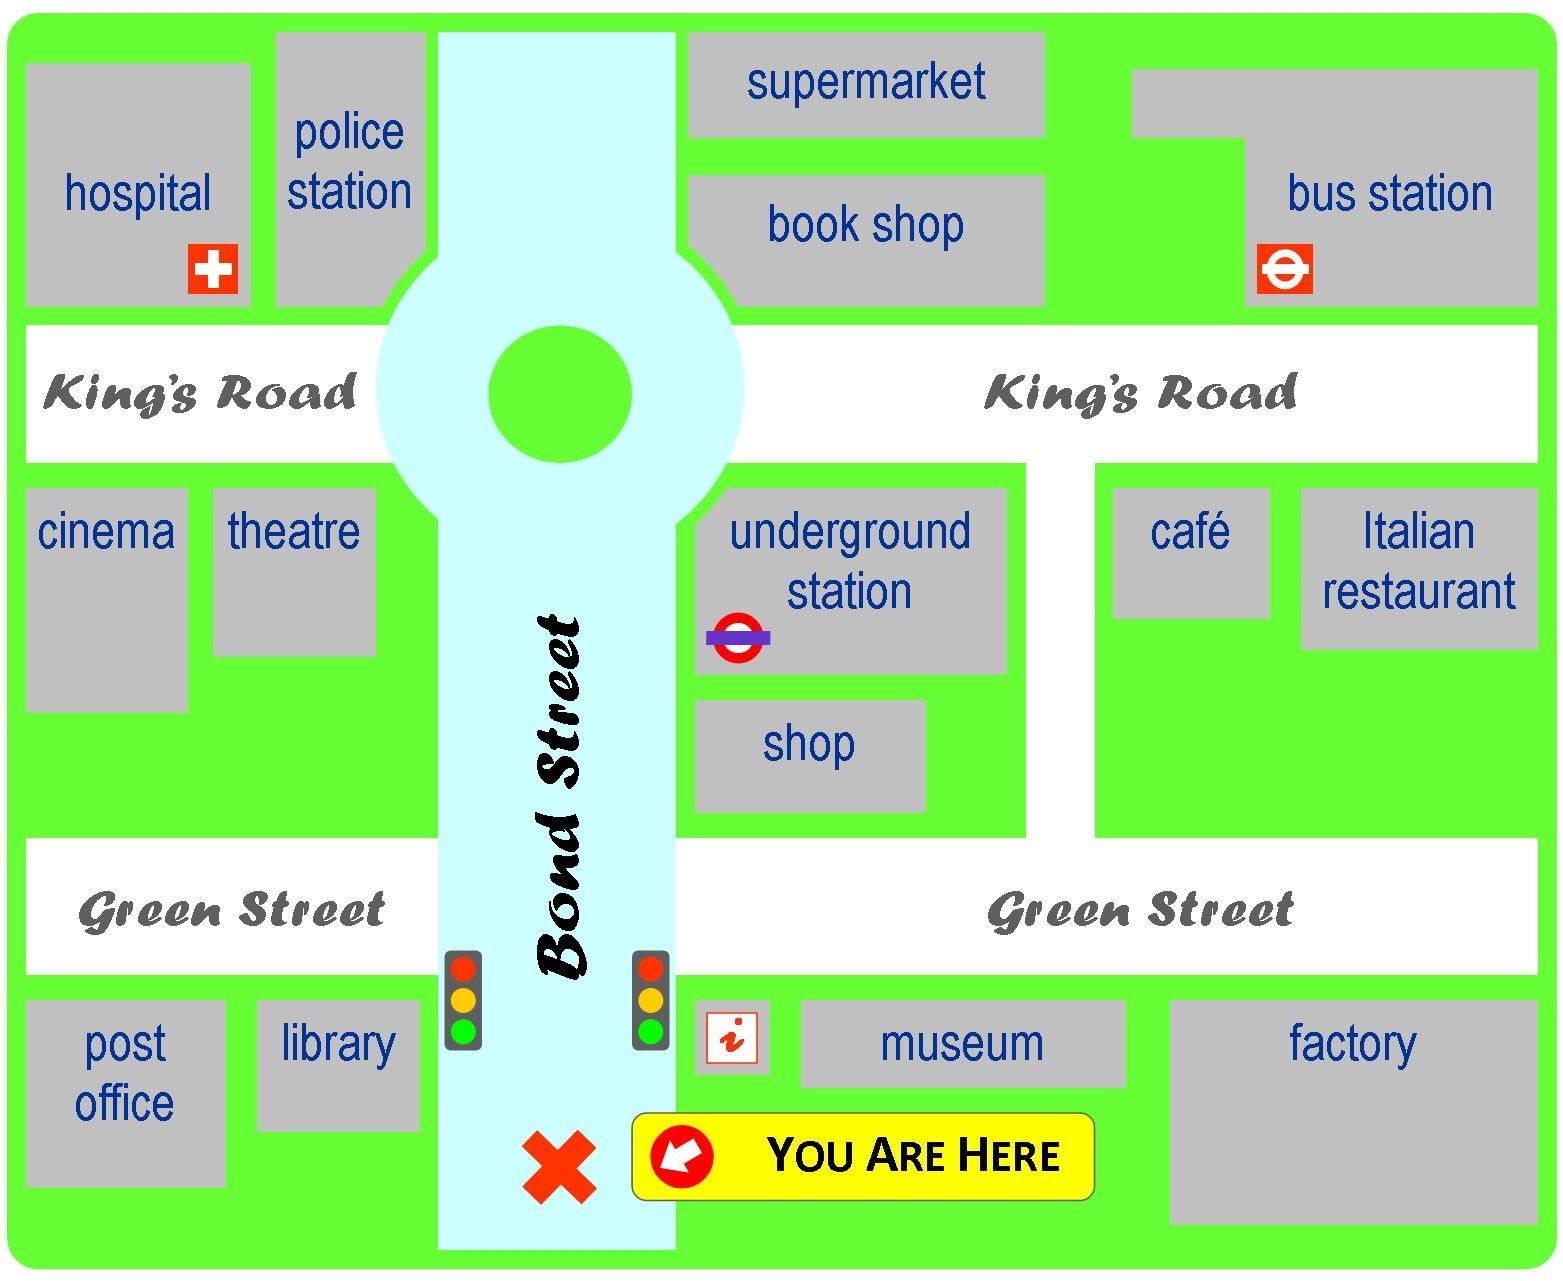 supermarket
police
station
hospital
book shop
bus station
King's Road
King's Road
cinema
theatre
underground
station
café
Italian
restaurant
shop
Bond Street
Green Street
Green Street
post
office
library
i
museum
factory
YOU ARE HERE